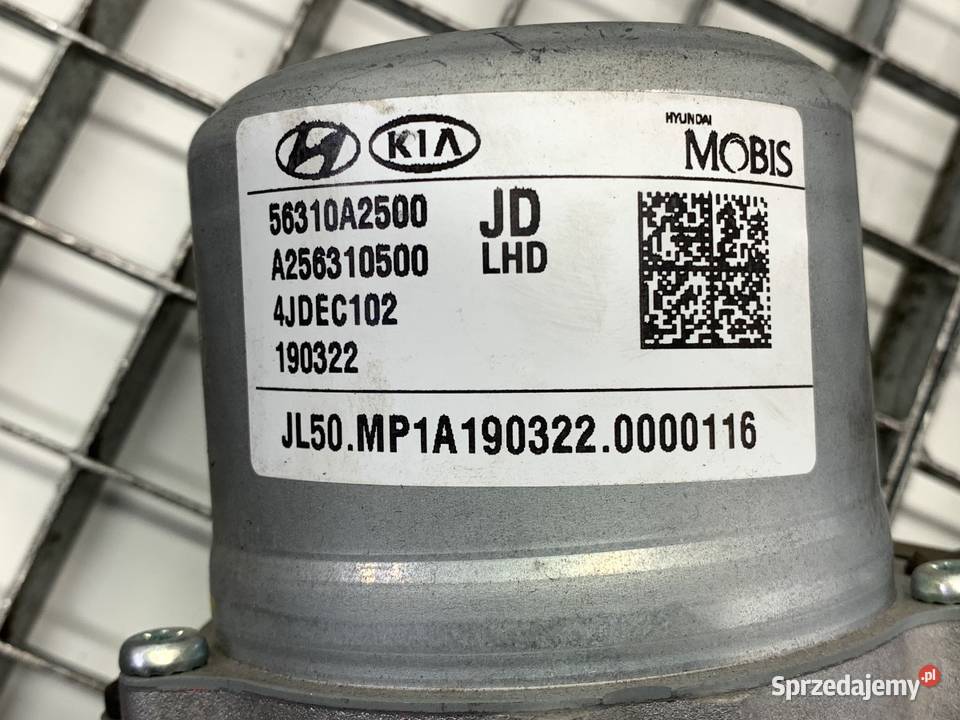 KIA
HYUNDAI
MOBIS
56310A2500 JD
A256310500 LHD
4JDEC102
190322
JL50.MP1A190322.0000116
Sprzedajemy.pl